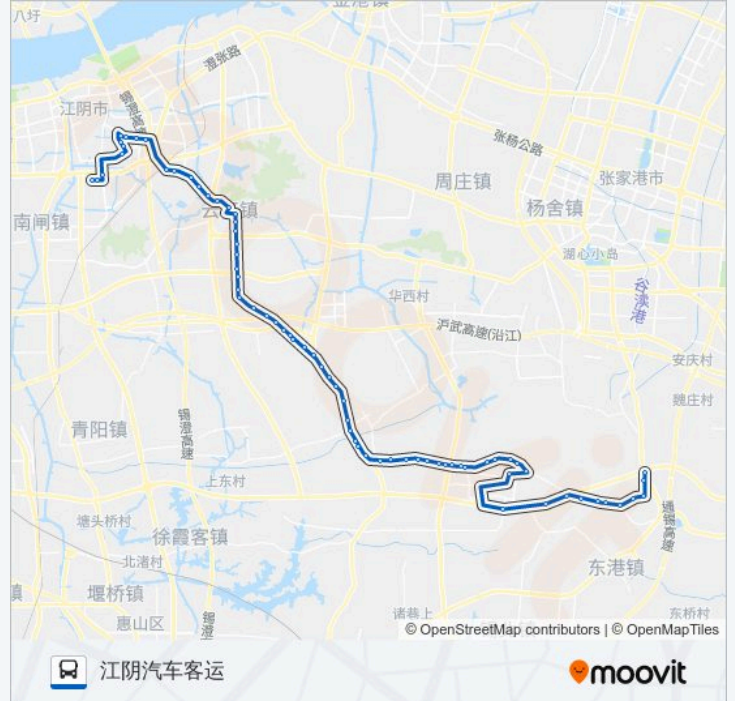 八圩
金港镇
澄张路
江阴市
锡澄高速
张杨公路
周庄镇
张家港市
杨舍镇
南闸镇
云亭镇
湖心小岛
谷渎港
华西村
沪武高速(沿江)
安庆村
魏庄村
青阳镇
锡澄高速
上东村
塘头桥村
通锡高速
徐霞客镇
北渚村
东港镇
镇
堰桥镇
诸巷上
东桥村
惠山区
锡澄
© OpenStreetMap contributors | © OpenMapTiles
江阴汽车客运
moovit